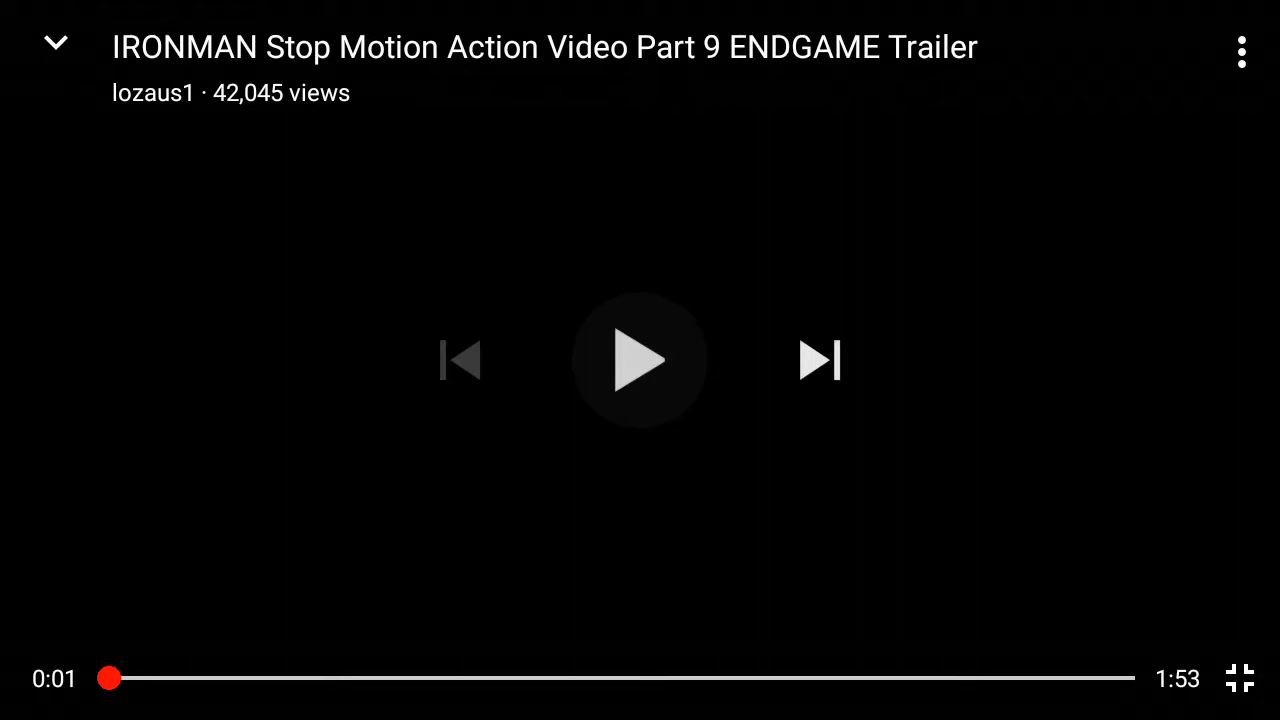 IRONMAN Stop Motion Action Video Part 9 ENDGAME Trailer
lozaus1 · 42,045 views
0:01
1:53